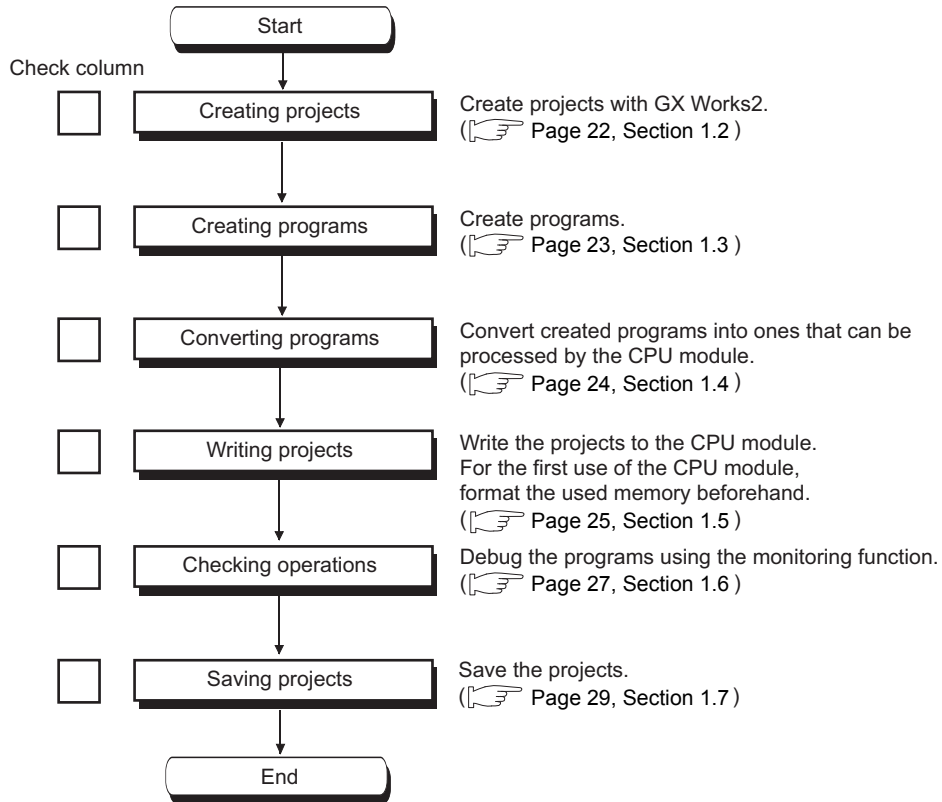 Start
Check column
Creating projects
Create projects with GX Works2.
( Page 22, Section 1.2 )
Creating programs
Create programs.
( Page 23, Section 1.3 )
Converting programs
Convert created programs into ones that can be
processed by the CPU module.
( Page 24, Section 1.4 )
Writing projects
Write the projects to the CPU module.
For the first use of the CPU module,
format the used memory beforehand.
( Page 25, Section 1.5 )
Checking operations
Debug the programs using the monitoring function.
( Page 27, Section 1.6 )
Saving projects
Save the projects.
( Page 29, Section 1.7 )
End